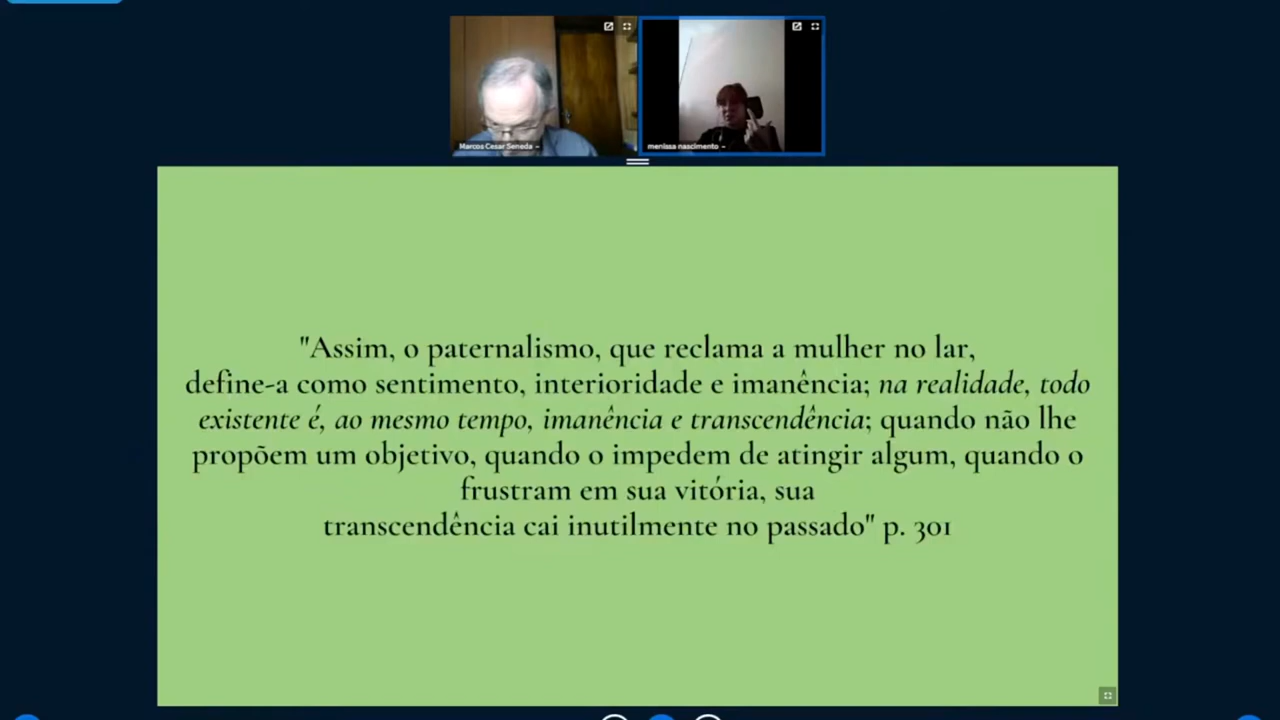 Marcos Cesar Seneda
menissa nascimento
"Assim, o paternalismo, que reclama a mulher no lar,
define-a como sentimento, interioridade e imanência; na realidade, todo
existente é, ao mesmo tempo, imanência e transcendência; quando não lhe
propõem um objetivo, quando o impedem de atingir algum, quando o
frustram em sua vitória, sua
transcendência cai inutilmente no passado" p. 301